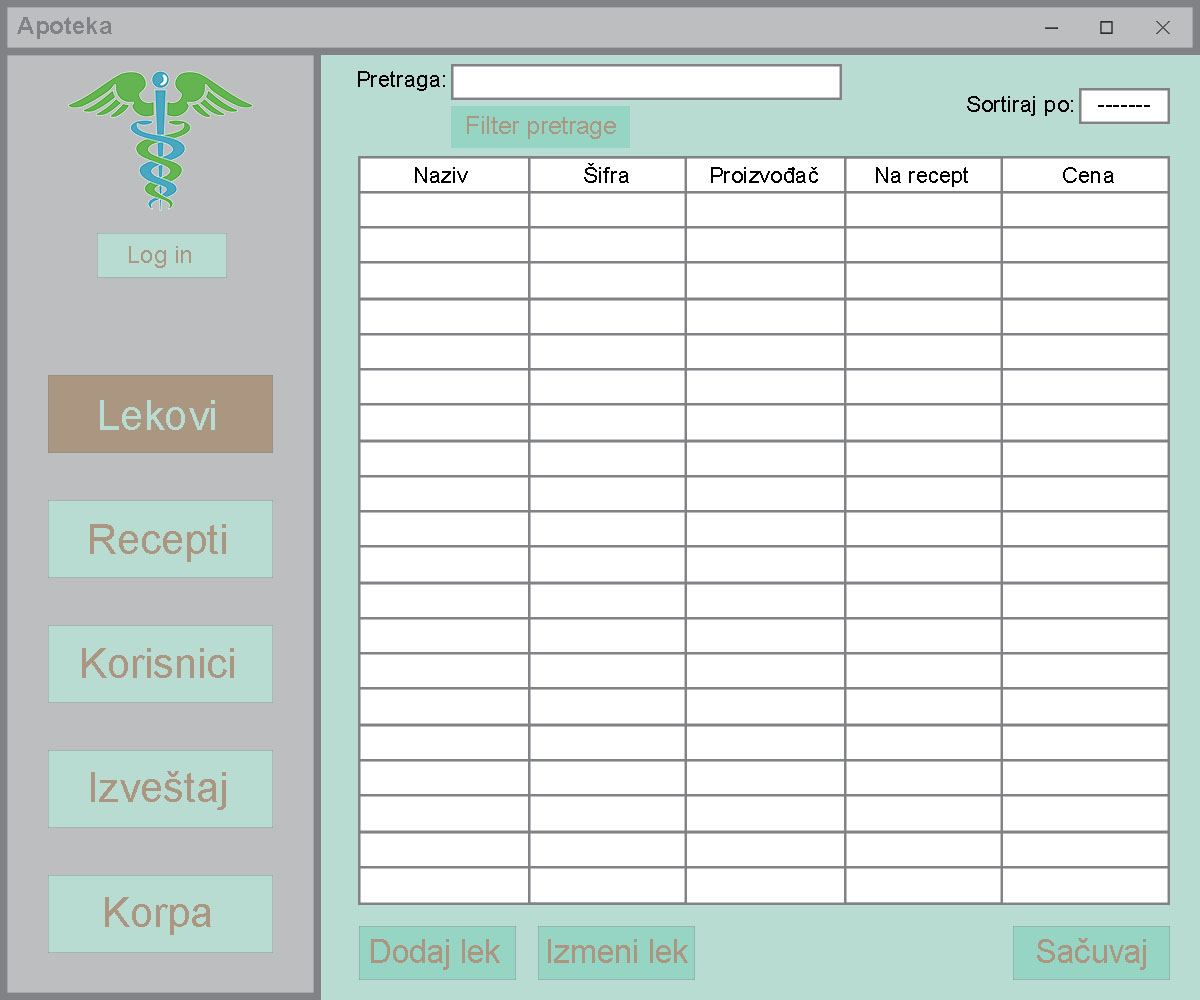 Apoteka
Log in
Lekovi
Recepti
Korisnici
Izveštaj
Korpa
Pretraga:
Filter pretrage
Sortiraj po: -------
Naziv Šifra Proizvođač Na recept Cena
Dodaj lek Izmeni lek Sačuvaj